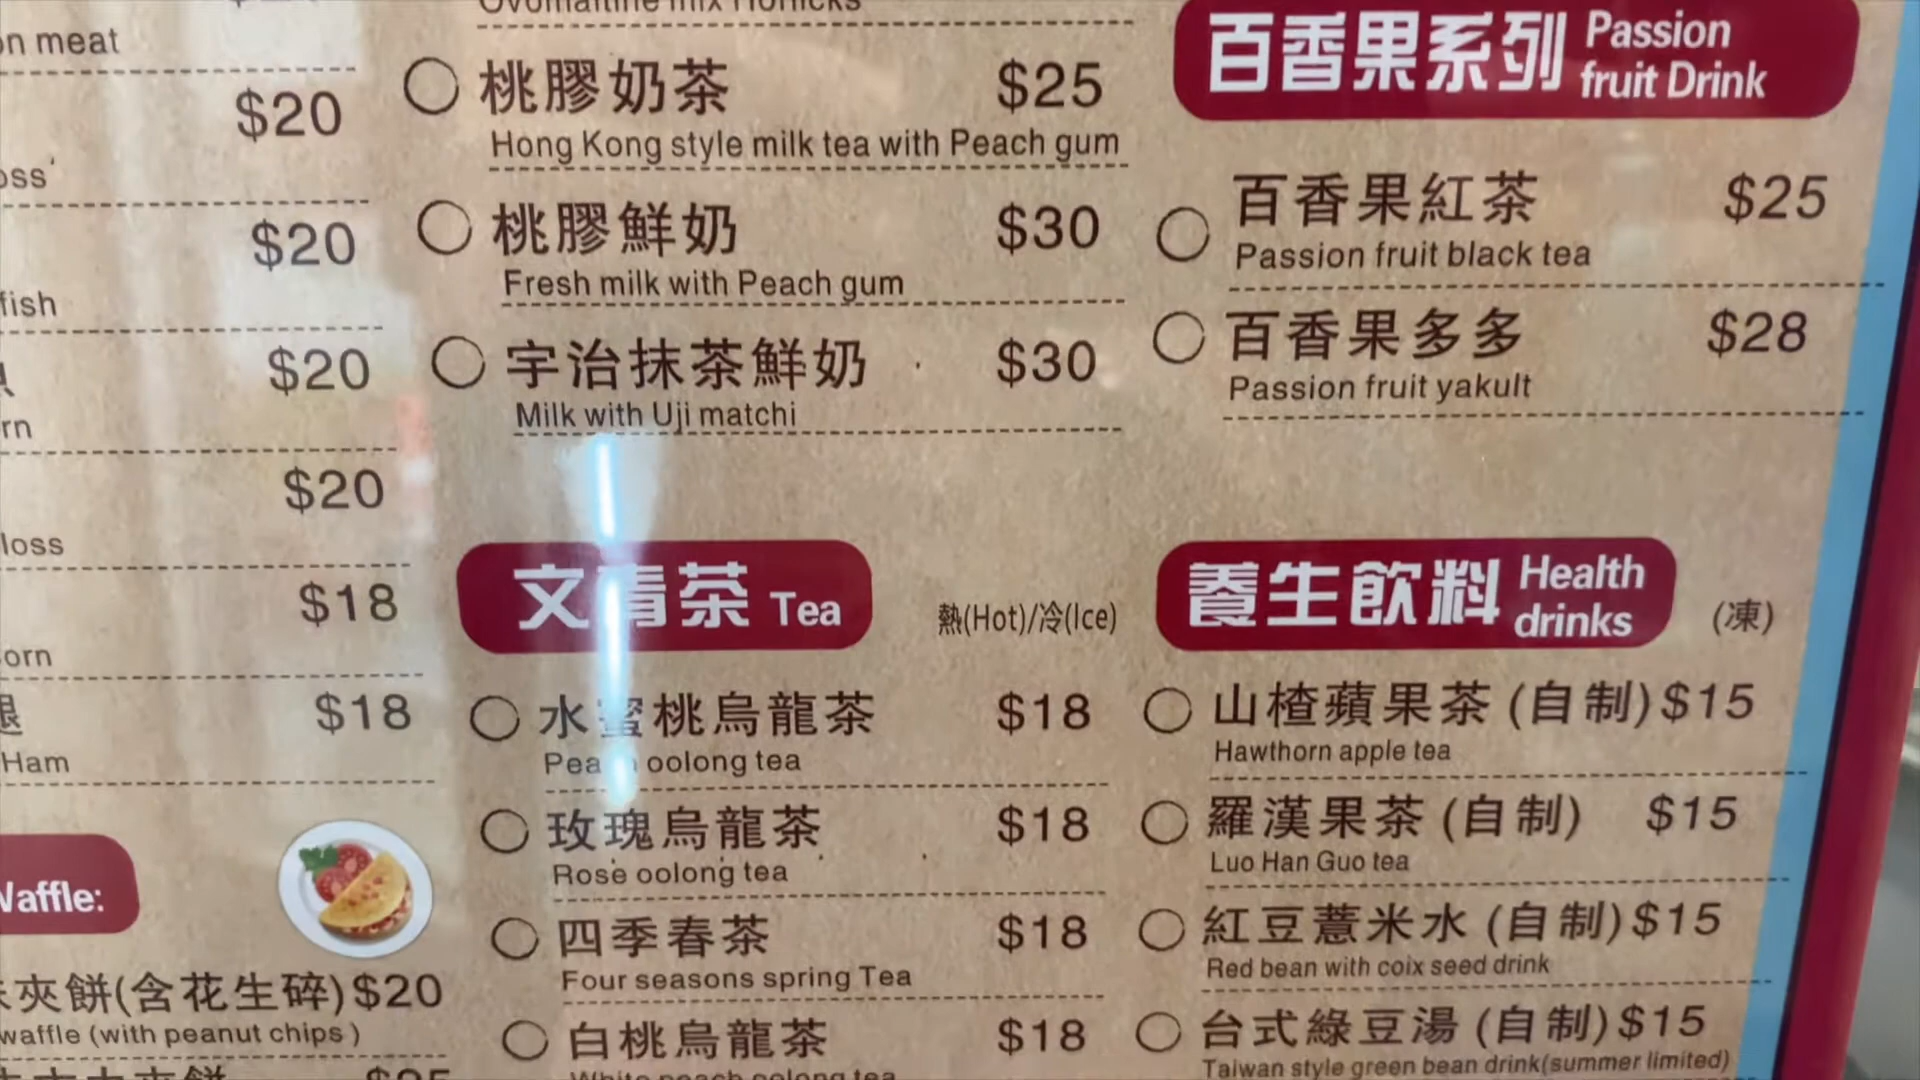 on meat
$20
oss'
$20
fish
$20
rn
$20
loss
$18
orn
$18
Ham
Waffle:
夾餅(含花生碎)$20
waffle (with peanut chips )
Ovomaltine mix Horlicks
桃膠奶茶 $25
Hong Kong style milk tea with Peach gum
桃膠鮮奶 $30
Fresh milk with Peach gum
宇治抹茶鮮奶 $30
Milk with Uji matchi
文青茶 Tea 熱(Hot)/冷(Ice)
水蜜桃烏龍茶 $18
Peach oolong tea
玫瑰烏龍茶 $18
Rose oolong tea
四季春茶 $18
Four seasons spring Tea
白桃烏龍茶 $18
White peach oolong tea
百香果系列 Passion
fruit Drink
百香果紅茶 $25
Passion fruit black tea
百香果多多 $28
Passion fruit yakult
養生飲料 Health
drinks (凍)
山楂蘋果茶 (自制) $15
Hawthorn apple tea
羅漢果茶 (自制) $15
Luo Han Guo tea
紅豆薏米水 (自制) $15
Red bean with coix seed drink
台式綠豆湯 (自制) $15
Taiwan style green bean drink(summer limited)